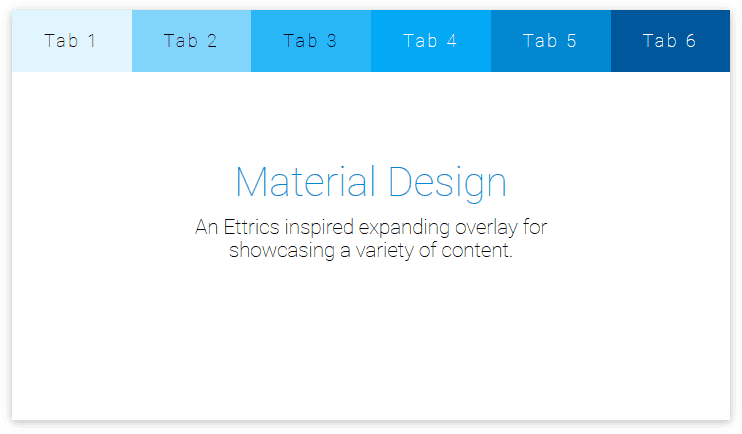 Tab 1 Tab 2 Tab 3 Tab 4 Tab 5 Tab 6
Material Design
An Ettrics inspired expanding overlay for
showcasing a variety of content.